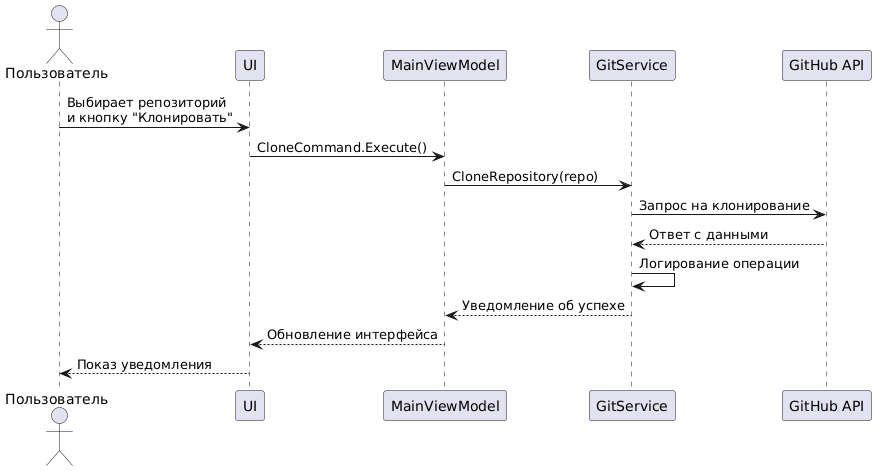 Пользователь
UI
MainViewModel
GitService
GitHub API
Выбирает репозиторий
и кнопку "Клонировать"
CloneCommand.Execute()
CloneRepository(repo)
Запрос на клонирование
Ответ с данными
Логирование операции
Уведомление об успехе
Обновление интерфейса
Показ уведомления
Пользователь
UI
MainViewModel
GitService
GitHub API